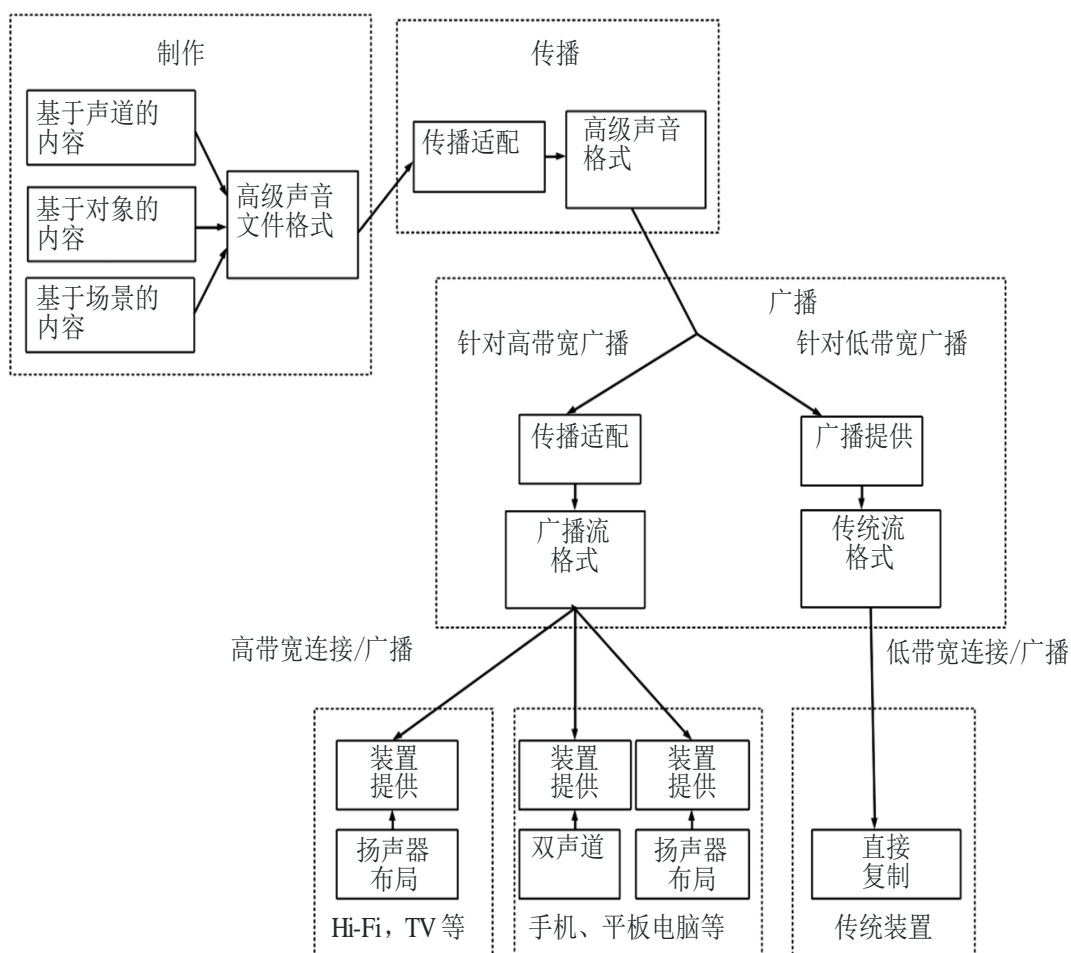 制作
基于声道的
内容
基于对象的
内容
基于场景的
内容
高级声音
文件格式
传播
传播适配
高级声音
格式
广播
针对高带宽广播
针对低带宽广播
传播适配
广播提供
广播流
格式
传统流
格式
高带宽连接/广播
低带宽连接/广播
装置
提供
扬声器
布局
Hi-Fi，TV 等
装置
提供
装置
提供
双声道
扬声器
布局
手机、平板电脑等
直接
复制
传统装置